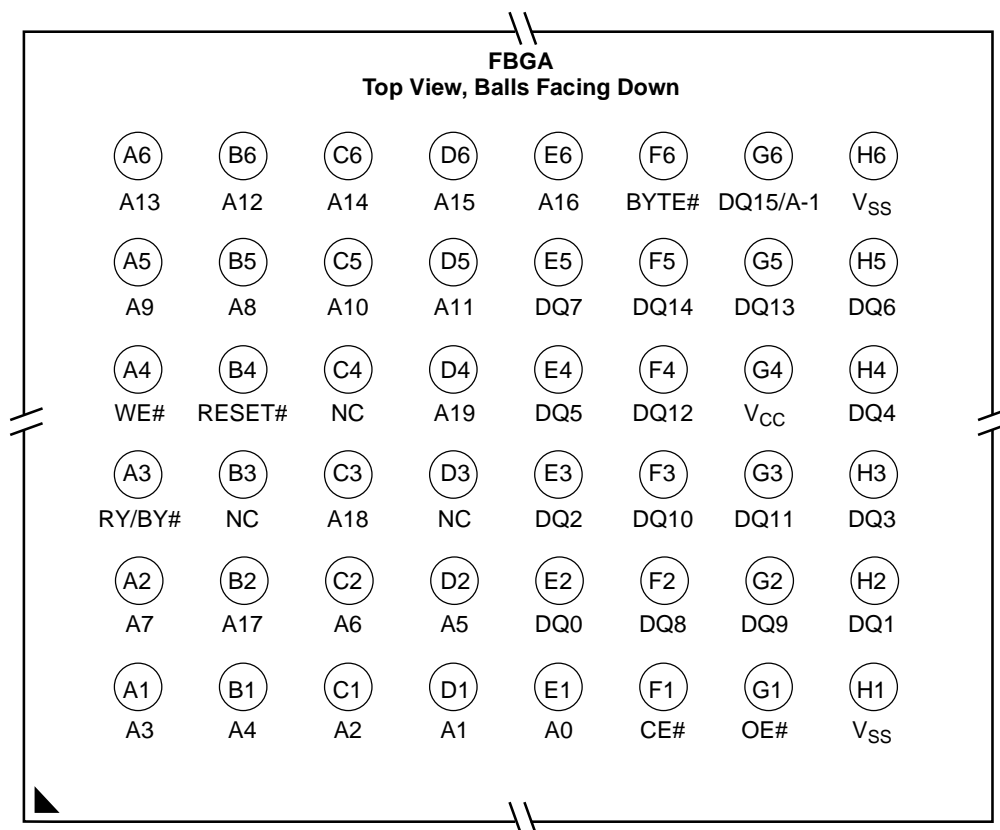 FBGA
Top View, Balls Facing Down
A6 B6 C6 D6 E6 F6 G6 H6
A13 A12 A14 A15 A16 BYTE# DQ15/A-1 VSS
A5 B5 C5 D5 E5 F5 G5 H5
A9 A8 A10 A11 DQ7 DQ14 DQ13 DQ6
A4 B4 C4 D4 E4 F4 G4 H4
WE# RESET# NC A19 DQ5 DQ12 VCC DQ4
A3 B3 C3 D3 E3 F3 G3 H3
RY/BY# NC A18 NC DQ2 DQ10 DQ11 DQ3
A2 B2 C2 D2 E2 F2 G2 H2
A7 A17 A6 A5 DQ0 DQ8 DQ9 DQ1
A1 B1 C1 D1 E1 F1 G1 H1
A3 A4 A2 A1 A0 CE# OE# VSS